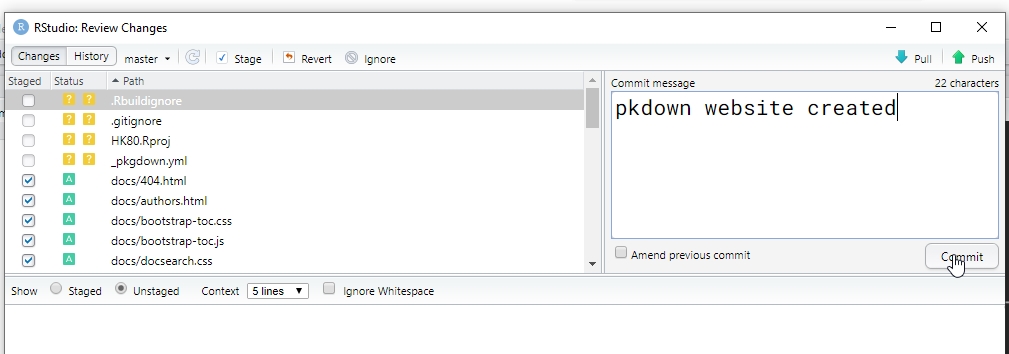 R RStudio: Review Changes
Changes History master Stage Revert Ignore Pull Push
Staged Status Path
Commit message 22 characters
pkdown website created
? ? .Rbuildignore
? ? .gitignore
? ? HK80.Rproj
? ? _pkgdown.yml
A docs/404.html
A docs/authors.html
A docs/bootstrap-toc.css
A docs/bootstrap-toc.js
A docs/docsearch.css
Amend previous commit Commit
Show Staged Unstaged Context 5 lines Ignore Whitespace